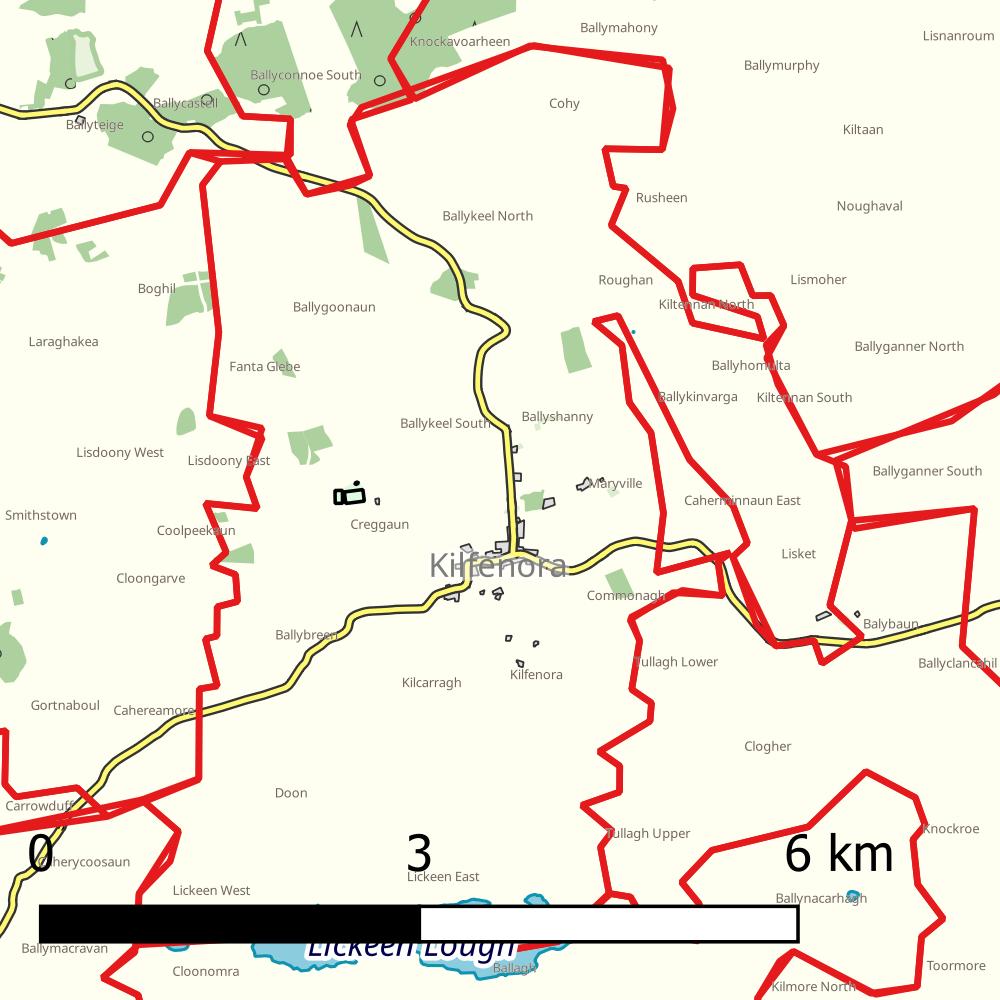 Ballymahony
Lisnanroum
Knockavoarheen
Ballymurphy
Ballyconnoe South
Ballycastell
Cohy
Ballyteige
Kiltaan
Rusheen
Noughaval
Ballykeel North
Roughan
Lismoher
Boghil
Kiltennan North
Ballygoonaun
Laraghakea
Ballyganner North
Fanta Glebe
Ballyhomulta
Ballykinvarga
Kiltennan South
Ballyshanny
Ballykeel South
Lisdoony West
Lisdoony East
Ballyganner South
Maryville
Caherminnaun East
Smithstown
Creggaun
Coolpeekaun
Lisket
Kilfenora
Cloongarve
Commonagh
Balybaun
Ballybreen
Tullagh Lower
Ballyclancahil
Kilfenora
Kilcarragh
Gortnaboul
Cahereamore
Clogher
Doon
Carrowduff
Knockroe
Tullagh Upper
0 3 6 km
Caherycoosaun
Lickeen East
Lickeen West
Ballynacarhagh
Lickeen Lough
Ballymacravan
Toormore
Ballagh
Cloonomra
Kilmore North